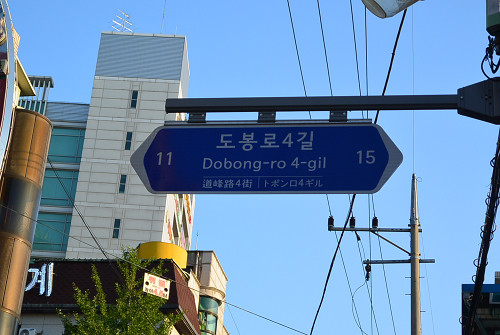 도봉로4길
11 Dobong-ro 4-gil 15
道峰路4街 | トボンロ4ギル
계